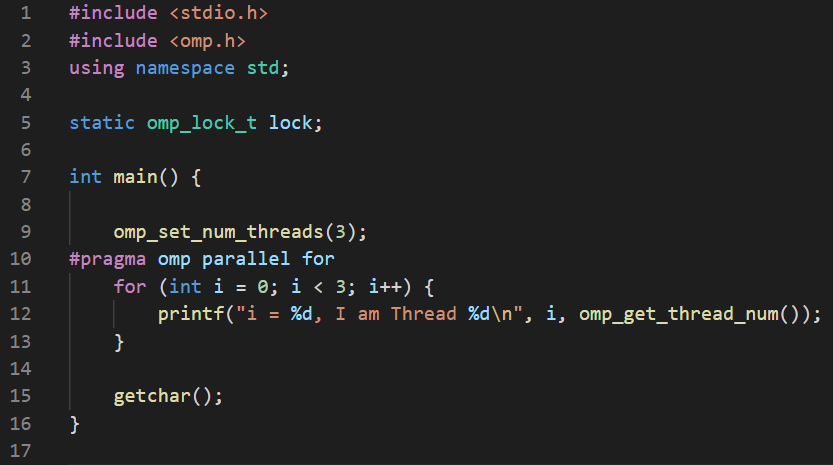 1 #include <stdio.h>
2 #include <omp.h>
3 using namespace std;
4
5 static omp_lock_t lock;
6
7 int main() {
8
9     omp_set_num_threads(3);
10 #pragma omp parallel for
11     for (int i = 0; i < 3; i++) {
12         printf("i = %d, I am Thread %d\n", i, omp_get_thread_num());
13     }
14
15     getchar();
16 }
17